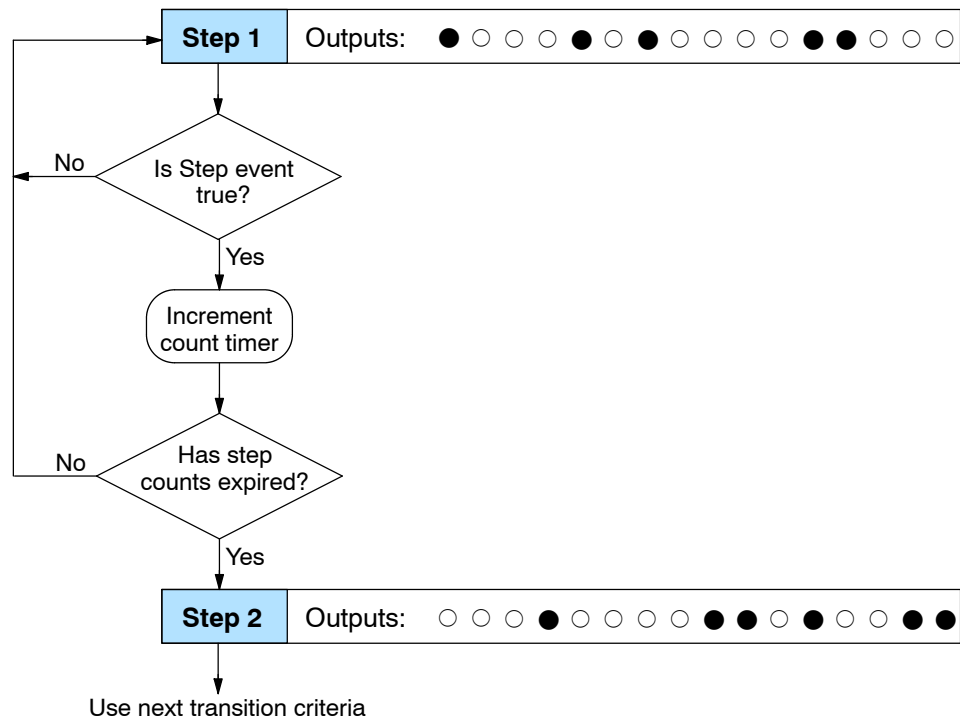 Step 1 Outputs:
Is Step event
true?
No
Yes
Increment
count timer
Has step
counts expired?
No
Yes
Step 2 Outputs:
Use next transition criteria